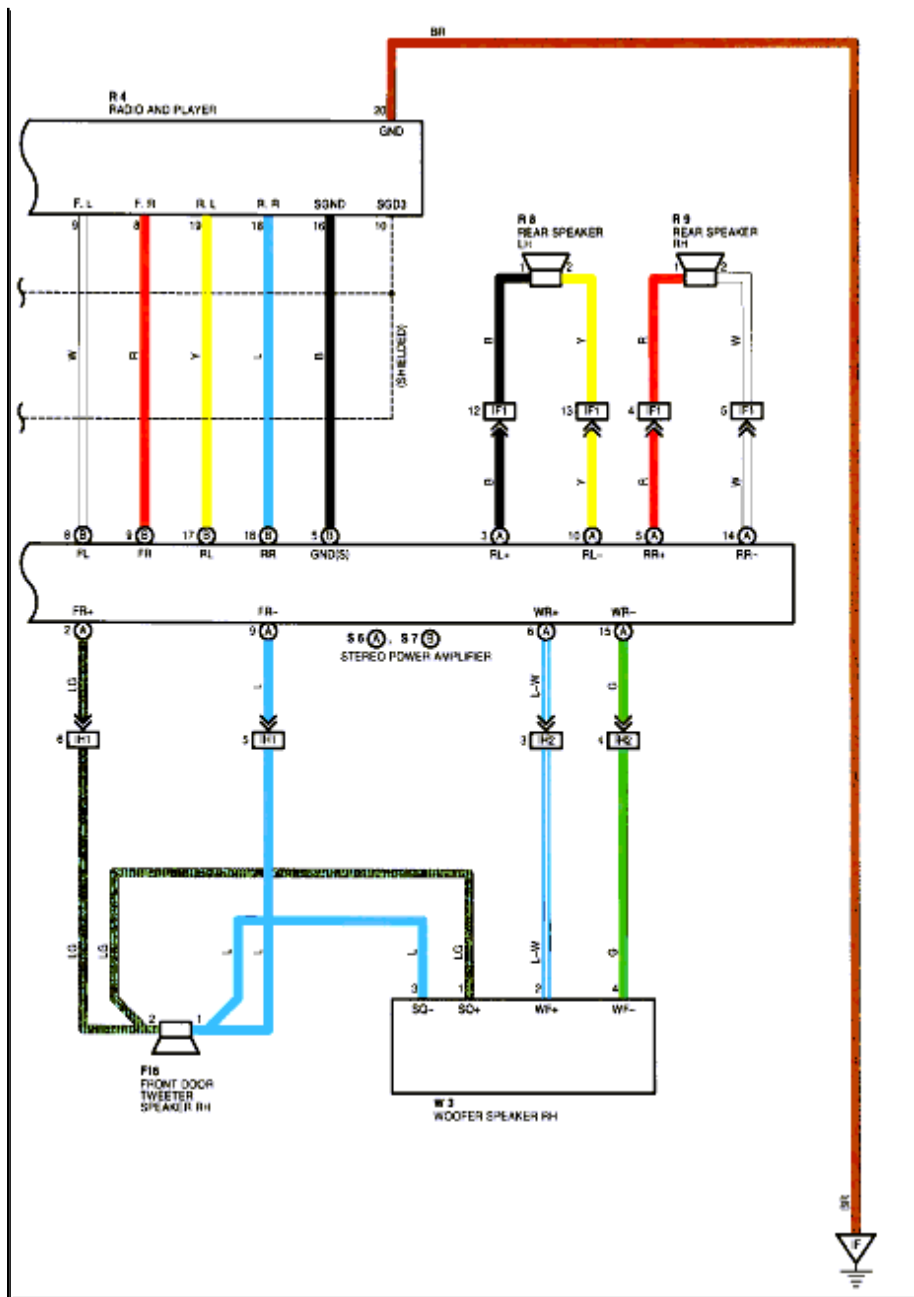 BR
R 4
RADIO AND PLAYER
20
GND
F. L F. R R. L R. R SGND SGD3
9 8 19 18 16 10
R 8
REAR SPEAKER
LH
1 2
R 9
REAR SPEAKER
RH
1 2
W R Y L B (SHIELDED)
B Y R W
12 IF1 13 IF1 4 IF1 5 IF1
B Y R W
8 B 9 B 17 B 18 B 5 B 3 A 10 A 5 A 14 A
FL FR RL RR GND(S) RL+ RL- RR+ RR-
FR+ FR- WR+ WR-
2 A 9 A 6 A 15 A
S 6 A, S 7 B
STEREO POWER AMPLIFIER
LG L L-W G
6 IH1 5 IH1 3 IH2 4 IH2
LG LG L L L LG L-W G
3 1 2 4
SQ- SQ+ WF+ WF-
2 1
F16
FRONT DOOR
TWEETER
SPEAKER RH
W 3
WOOFER SPEAKER RH
BR
IF